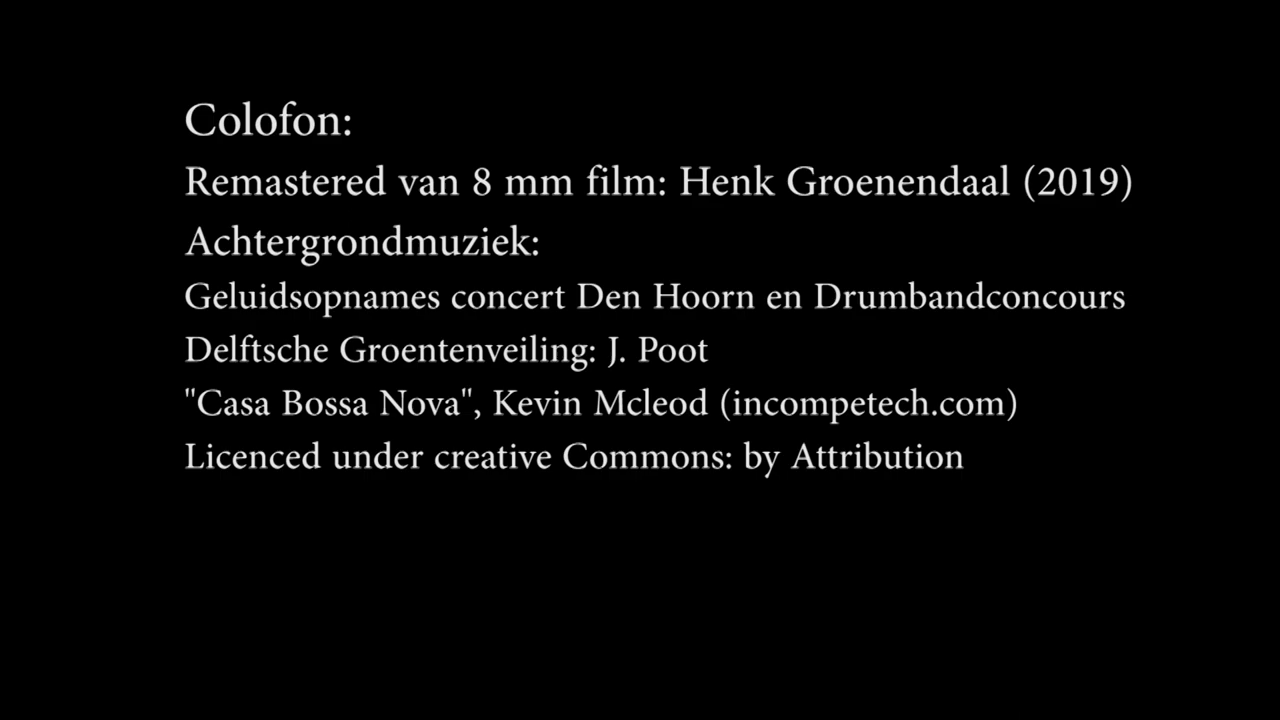 Colofon:
Remastered van 8 mm film: Henk Groenendaal (2019)
Achtergrondmuziek:
Geluidsopnames concert Den Hoorn en Drumbandconcours
Delftsche Groentenveiling: J. Poot
"Casa Bossa Nova", Kevin Mcleod (incompetech.com)
Licenced under creative Commons: by Attribution